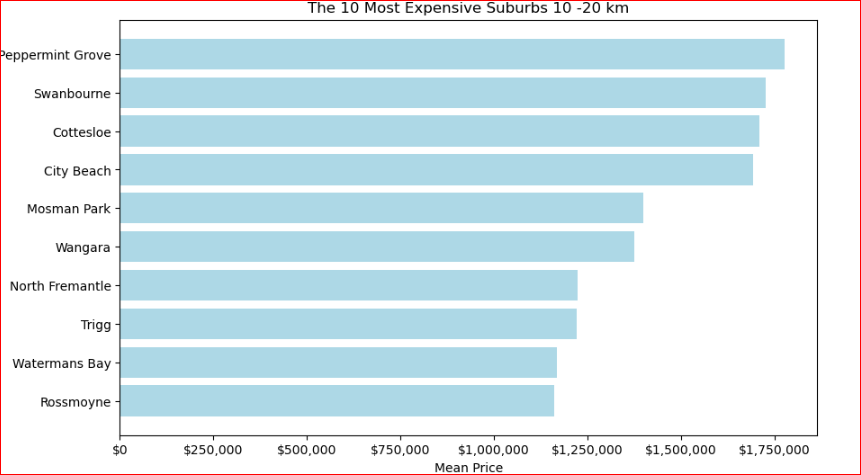 The 10 Most Expensive Suburbs 10 -20 km
Peppermint Grove
Swanbourne
Cottesloe
City Beach
Mosman Park
Wangara
North Fremantle
Trigg
Watermans Bay
Rossmoyne
$0 $250,000 $500,000 $750,000 $1,000,000 $1,250,000 $1,500,000 $1,750,000
Mean Price